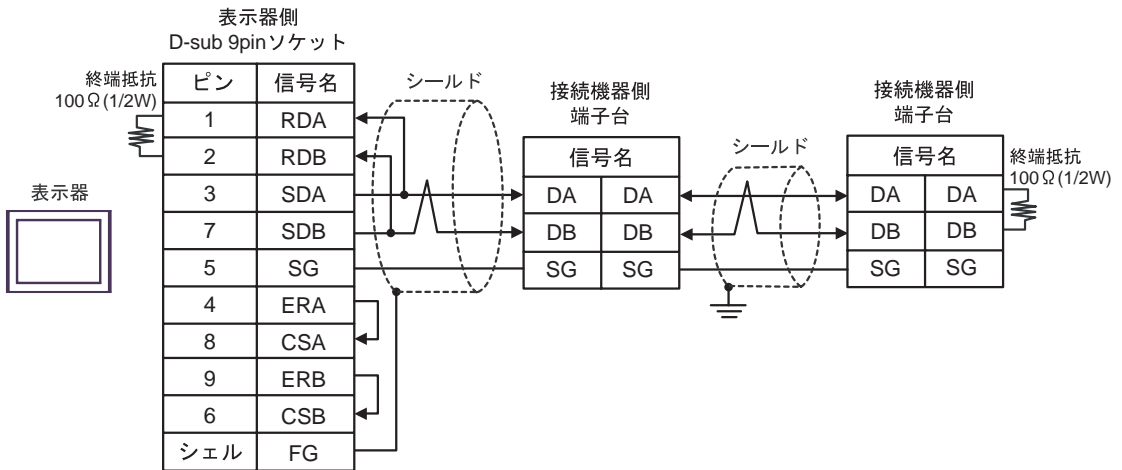 表示器側
D-sub 9pinソケット
終端抵抗
100Ω(1/2W)
ピン 信号名
1 RDA
2 RDB
3 SDA
7 SDB
5 SG
4 ERA
8 CSA
9 ERB
6 CSB
シェル FG
表示器
シールド
接続機器側
端子台
信号名
DA DA
DB DB
SG SG
シールド
接続機器側
端子台
信号名
DA DA
DB DB
SG SG
終端抵抗
100Ω(1/2W)